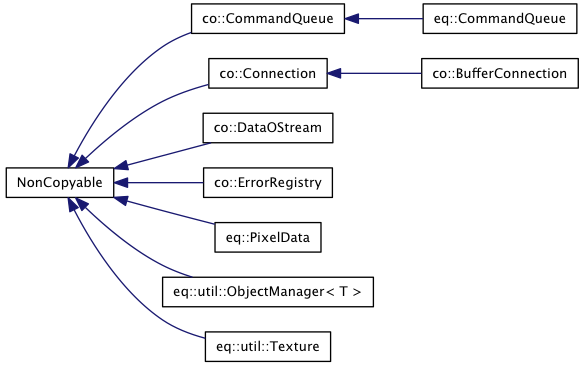 co::CommandQueue
eq::CommandQueue
co::Connection
co::BufferConnection
co::DataOStream
NonCopyable
co::ErrorRegistry
eq::PixelData
eq::util::ObjectManager< T >
eq::util::Texture